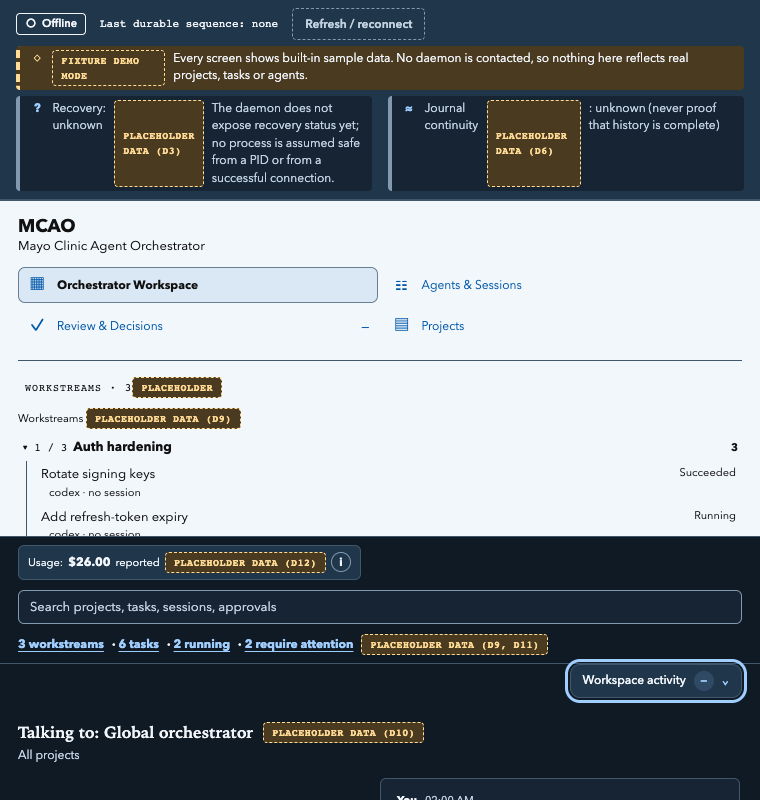 Offline Last durable sequence: none Refresh / reconnect
FIXTURE DEMO MODE
Every screen shows built-in sample data. No daemon is contacted, so nothing here reflects real
projects, tasks or agents.
? Recovery:
unknown
PLACEHOLDER
DATA (D3)
The daemon does not
expose recovery status yet;
no process is assumed safe
from a PID or from a
successful connection.
≈ Journal
continuity
PLACEHOLDER
DATA (D6)
: unknown (never proof
that history is complete)
MCAO
Mayo Clinic Agent Orchestrator
Orchestrator Workspace
Agents & Sessions
Review & Decisions –
Projects
WORKSTREAMS · 3 PLACEHOLDER
Workstreams PLACEHOLDER DATA (D9)
▾ 1 / 3 Auth hardening 3
Rotate signing keys Succeeded
codex · no session
Add refresh-token expiry Running
codex · no session
Usage: $26.00 reported PLACEHOLDER DATA (D12) i
Search projects, tasks, sessions, approvals
3 workstreams · 6 tasks · 2 running · 2 require attention PLACEHOLDER DATA (D9, D11)
Workspace activity –
Talking to: Global orchestrator PLACEHOLDER DATA (D10)
All projects
You 02:00 AM